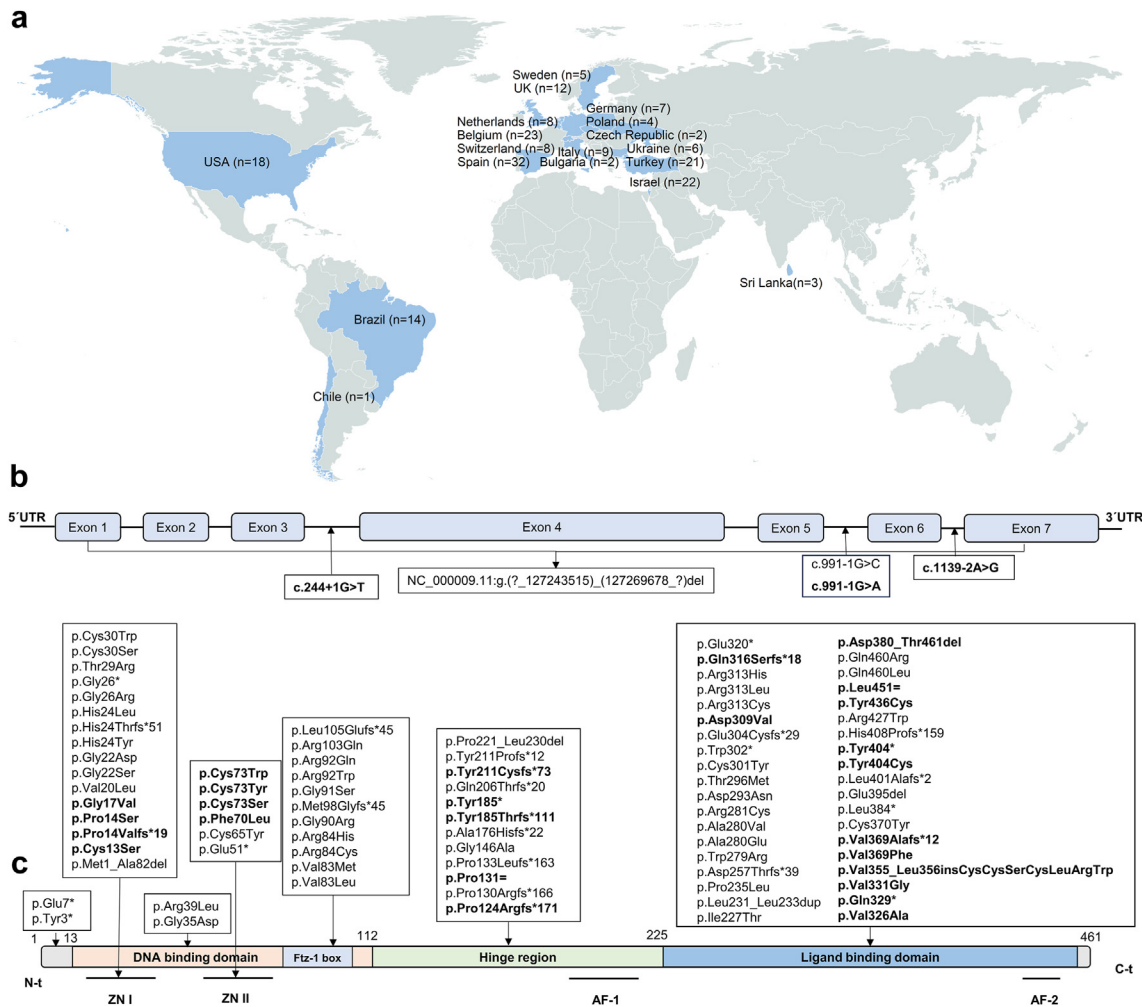 a
Sweden (n=5)
UK (n=12)
Germany (n=7)
Netherlands (n=8)
Poland (n=4)
Belgium (n=23)
Czech Republic (n=2)
Switzerland (n=8)
Italy (n=9)
Ukraine (n=6)
Spain (n=32)
Bulgaria (n=2)
Turkey (n=21)
Israel (n=22)
USA (n=18)
Sri Lanka(n=3)
Brazil (n=14)
Chile (n=1)
b
5´UTR
Exon 1
Exon 2
Exon 3
Exon 4
Exon 5
Exon 6
Exon 7
3´UTR
c.244+1G>T
NC_000009.11:g.(?_127243515)_(127269678_?)del
c.991-1G>C
c.991-1G>A
c.1139-2A>G
c
p.Glu7*
p.Tyr3*
p.Cys30Trp
p.Cys30Ser
p.Thr29Arg
p.Gly26*
p.Gly26Arg
p.His24Leu
p.His24Thrfs*51
p.His24Tyr
p.Gly22Asp
p.Gly22Ser
p.Val20Leu
p.Gly17Val
p.Pro14Ser
p.Pro14Valfs*19
p.Cys13Ser
p.Met1_Ala82del
p.Arg39Leu
p.Gly35Asp
p.Cys73Trp
p.Cys73Tyr
p.Cys73Ser
p.Phe70Leu
p.Cys65Tyr
p.Glu51*
p.Leu105Glufs*45
p.Arg103Gln
p.Arg92Gln
p.Arg92Trp
p.Gly91Ser
p.Met98Glyfs*45
p.Gly90Arg
p.Arg84His
p.Arg84Cys
p.Val83Met
p.Val83Leu
p.Pro221_Leu230del
p.Tyr211Profs*12
p.Tyr211Cysfs*73
p.Gln206Thrfs*20
p.Tyr185*
p.Tyr185Thrfs*111
p.Ala176Hisfs*22
p.Gly146Ala
p.Pro133Leufs*163
p.Pro131=
p.Pro130Argfs*166
p.Pro124Argfs*171
p.Glu320*
p.Gln316Serfs*18
p.Arg313His
p.Arg313Leu
p.Arg313Cys
p.Asp309Val
p.Glu304Cysfs*29
p.Trp302*
p.Cys301Tyr
p.Thr296Met
p.Asp293Asn
p.Arg281Cys
p.Ala280Val
p.Ala280Glu
p.Trp279Arg
p.Asp257Thrfs*39
p.Pro235Leu
p.Leu231_Leu233dup
p.Ile227Thr
p.Asp380_Thr461del
p.Gln460Arg
p.Gln460Leu
p.Leu451=
p.Tyr436Cys
p.Arg427Trp
p.His408Profs*159
p.Tyr404*
p.Tyr404Cys
p.Leu401Alafs*2
p.Glu395del
p.Leu384*
p.Cys370Tyr
p.Val369Alafs*12
p.Val369Phe
p.Val355_Leu356insCysCysSerCysLeuArgTrp
p.Val331Gly
p.Gln329*
p.Val326Ala
1
13
112
225
461
DNA binding domain
Ftz-1 box
Hinge region
Ligand binding domain
N-t
C-t
ZN I
ZN II
AF-1
AF-2